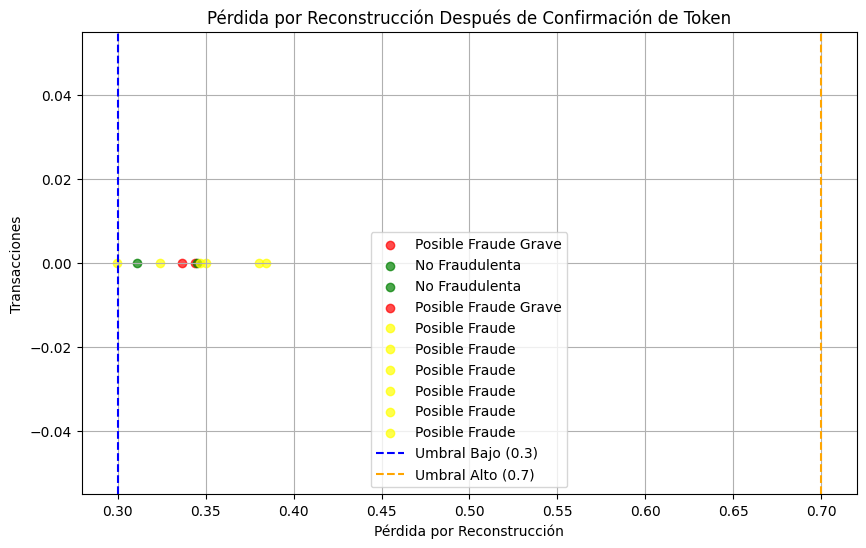 Pérdida por Reconstrucción Después de Confirmación de Token
Transacciones
0.04
0.02
0.00
−0.02
−0.04
Posible Fraude Grave
No Fraudulenta
No Fraudulenta
Posible Fraude Grave
Posible Fraude
Posible Fraude
Posible Fraude
Posible Fraude
Posible Fraude
Posible Fraude
Umbral Bajo (0.3)
Umbral Alto (0.7)
0.30 0.35 0.40 0.45 0.50 0.55 0.60 0.65 0.70
Pérdida por Reconstrucción